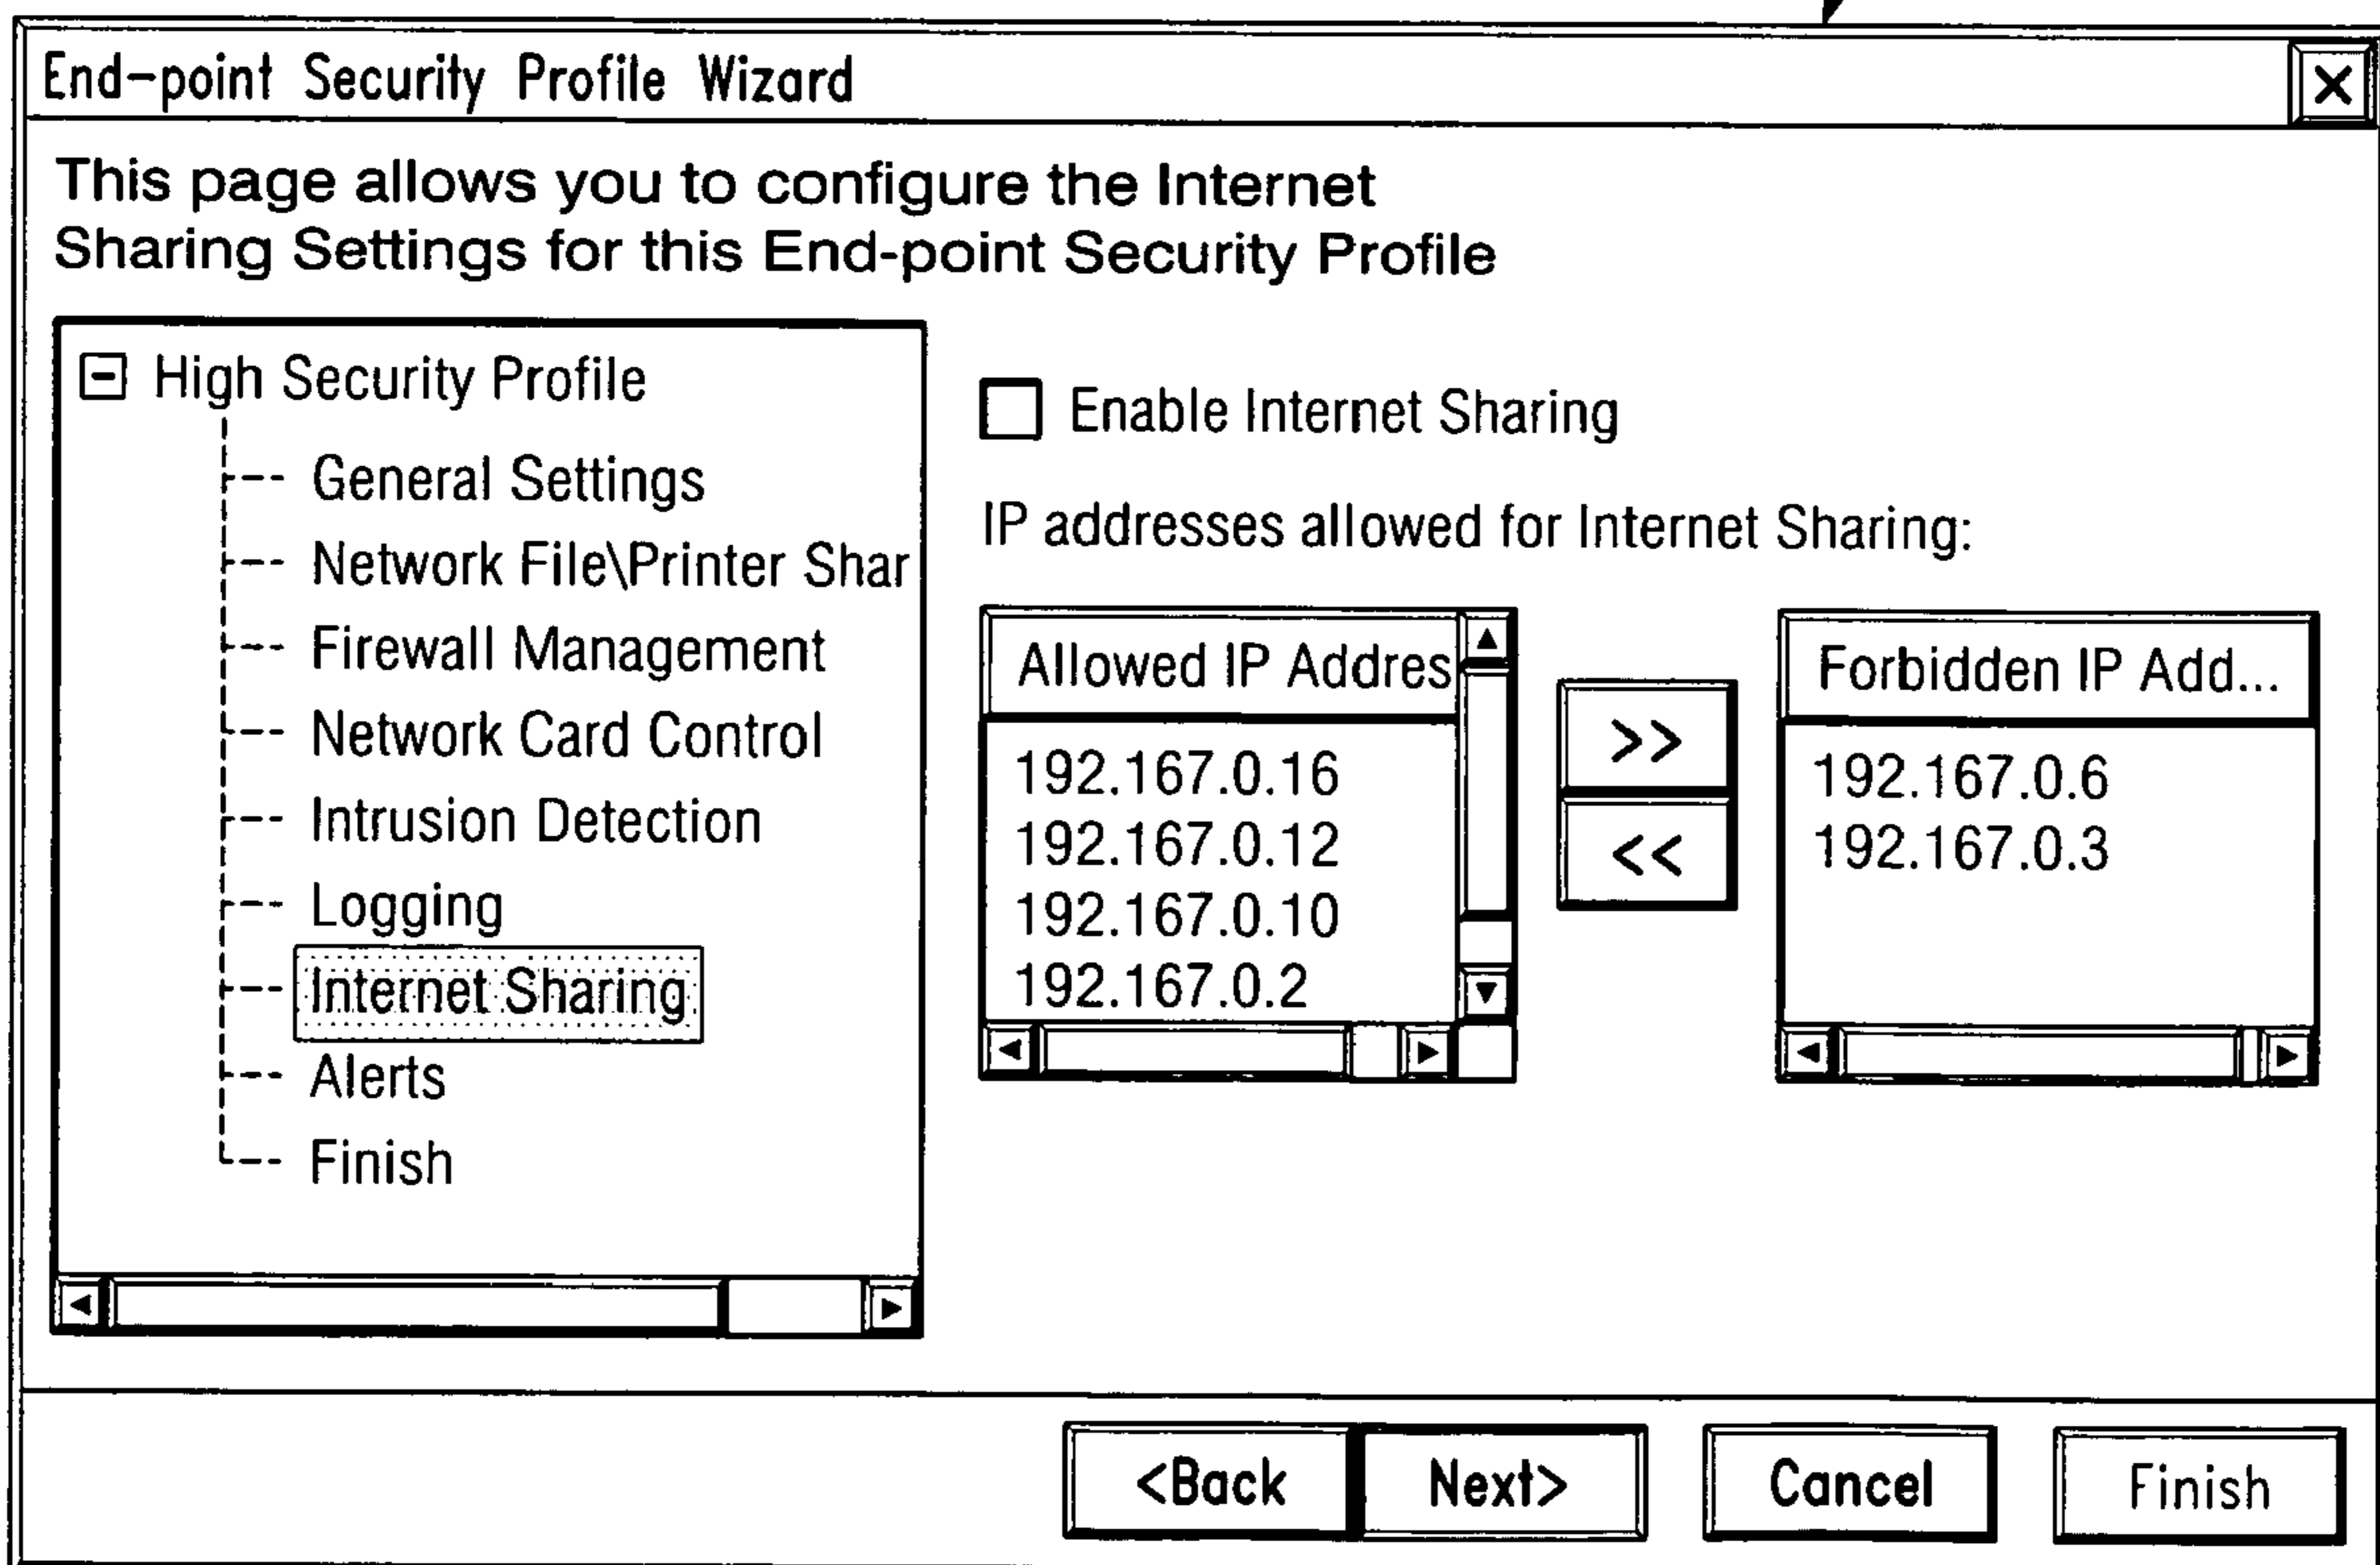 End-point Security Profile Wizard
X
This page allows you to configure the Internet
Sharing Settings for this End-point Security Profile
High Security Profile
General Settings
Network File\Printer Shar
Firewall Management
Network Card Control
Intrusion Detection
Logging
Internet Sharing
Alerts
Finish
Enable Internet Sharing
IP addresses allowed for Internet Sharing:
Allowed IP Addres
192.167.0.16
192.167.0.12
192.167.0.10
192.167.0.2
>>
<<
Forbidden IP Add...
192.167.0.6
192.167.0.3
<Back
Next>
Cancel
Finish